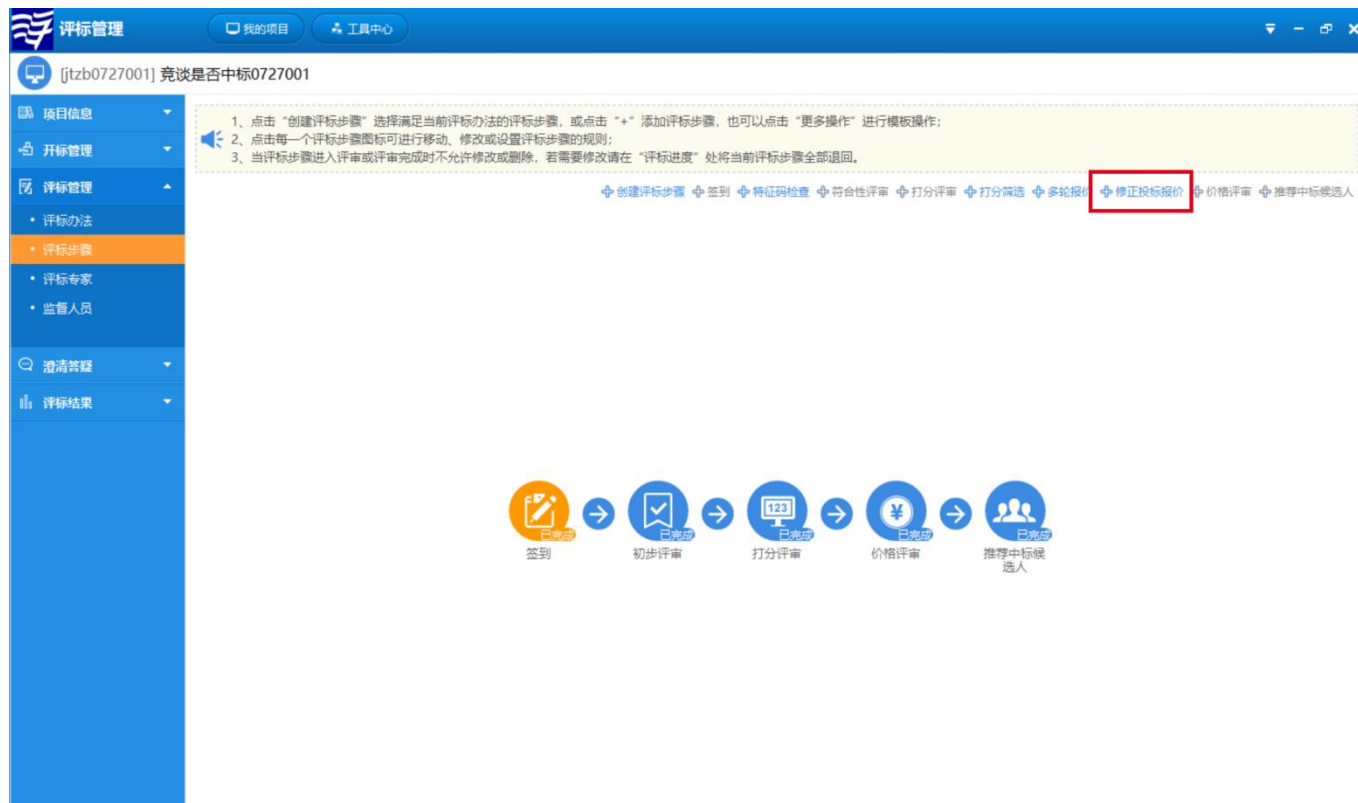 评标管理
我的项目
工具中心
[jtzb0727001] 竞谈是否中标0727001
项目信息
开标管理
评标管理
• 评标办法
• 评标步骤
• 评标专家
• 监督人员
澄清答疑
评标结果
1、点击“创建评标步骤”选择满足当前评标办法的评标步骤，或点击“+”添加评标步骤，也可以点击“更多操作”进行模板操作;
2、点击每一个评标步骤图标可进行移动、修改或设置评标步骤的规则;
3、当评标步骤进入评审或评审完成时不允许修改或删除，若需要修改请在“评标进度”处将当前评标步骤全部退回。
创建评标步骤 签到 特征码检查 符合性评审 打分评审 打分筛选 多轮报价 修正投标报价 价格评审 推荐中标候选人
已完成 已完成 123 已完成 ¥ 已完成 已完成
签到 初步评审 打分评审 价格评审 推荐中标候
选人